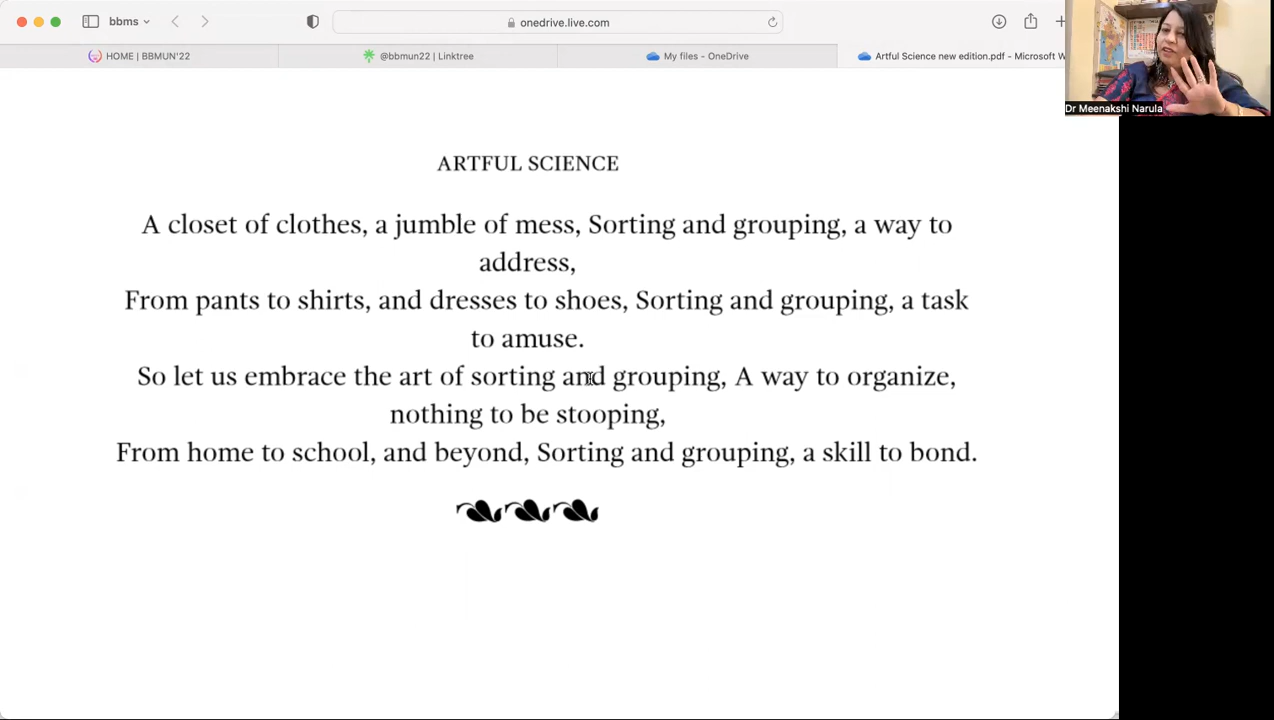 bbms
onedrive.live.com
HOME | BBMUN'22
@bbmun22 | Linktree
My files - OneDrive
Artful Science new edition.pdf - Microsoft W
Dr Meenakshi Narula
ARTFUL SCIENCE
A closet of clothes, a jumble of mess, Sorting and grouping, a way to
address,
From pants to shirts, and dresses to shoes, Sorting and grouping, a task
to amuse.
So let us embrace the art of sorting and grouping, A way to organize,
nothing to be stooping,
From home to school, and beyond, Sorting and grouping, a skill to bond.